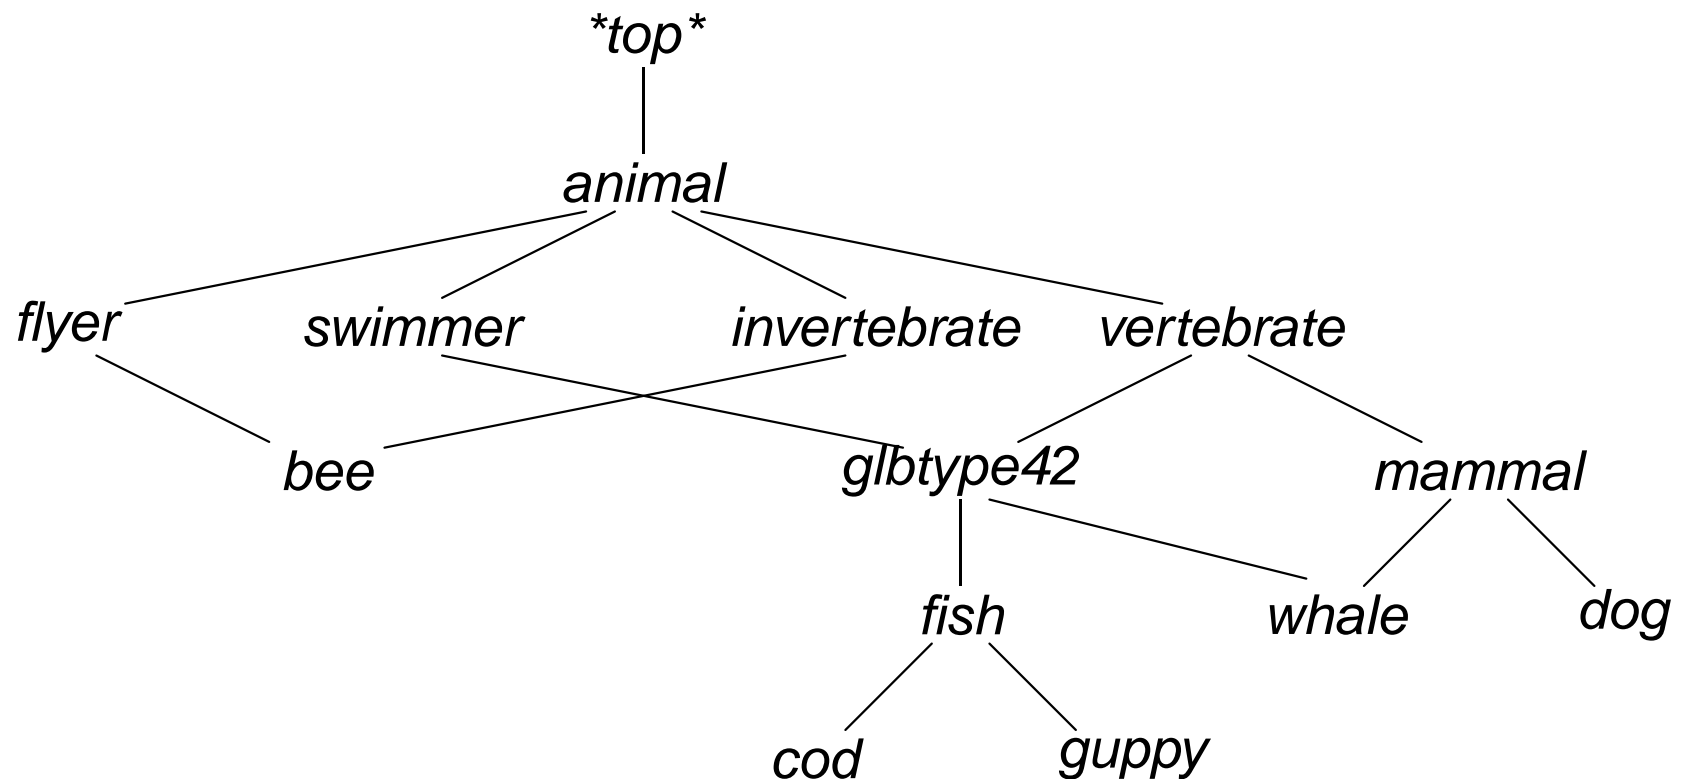 *top*
animal
flyer swimmer invertebrate vertebrate
bee glbtype42 mammal
fish whale dog
cod guppy